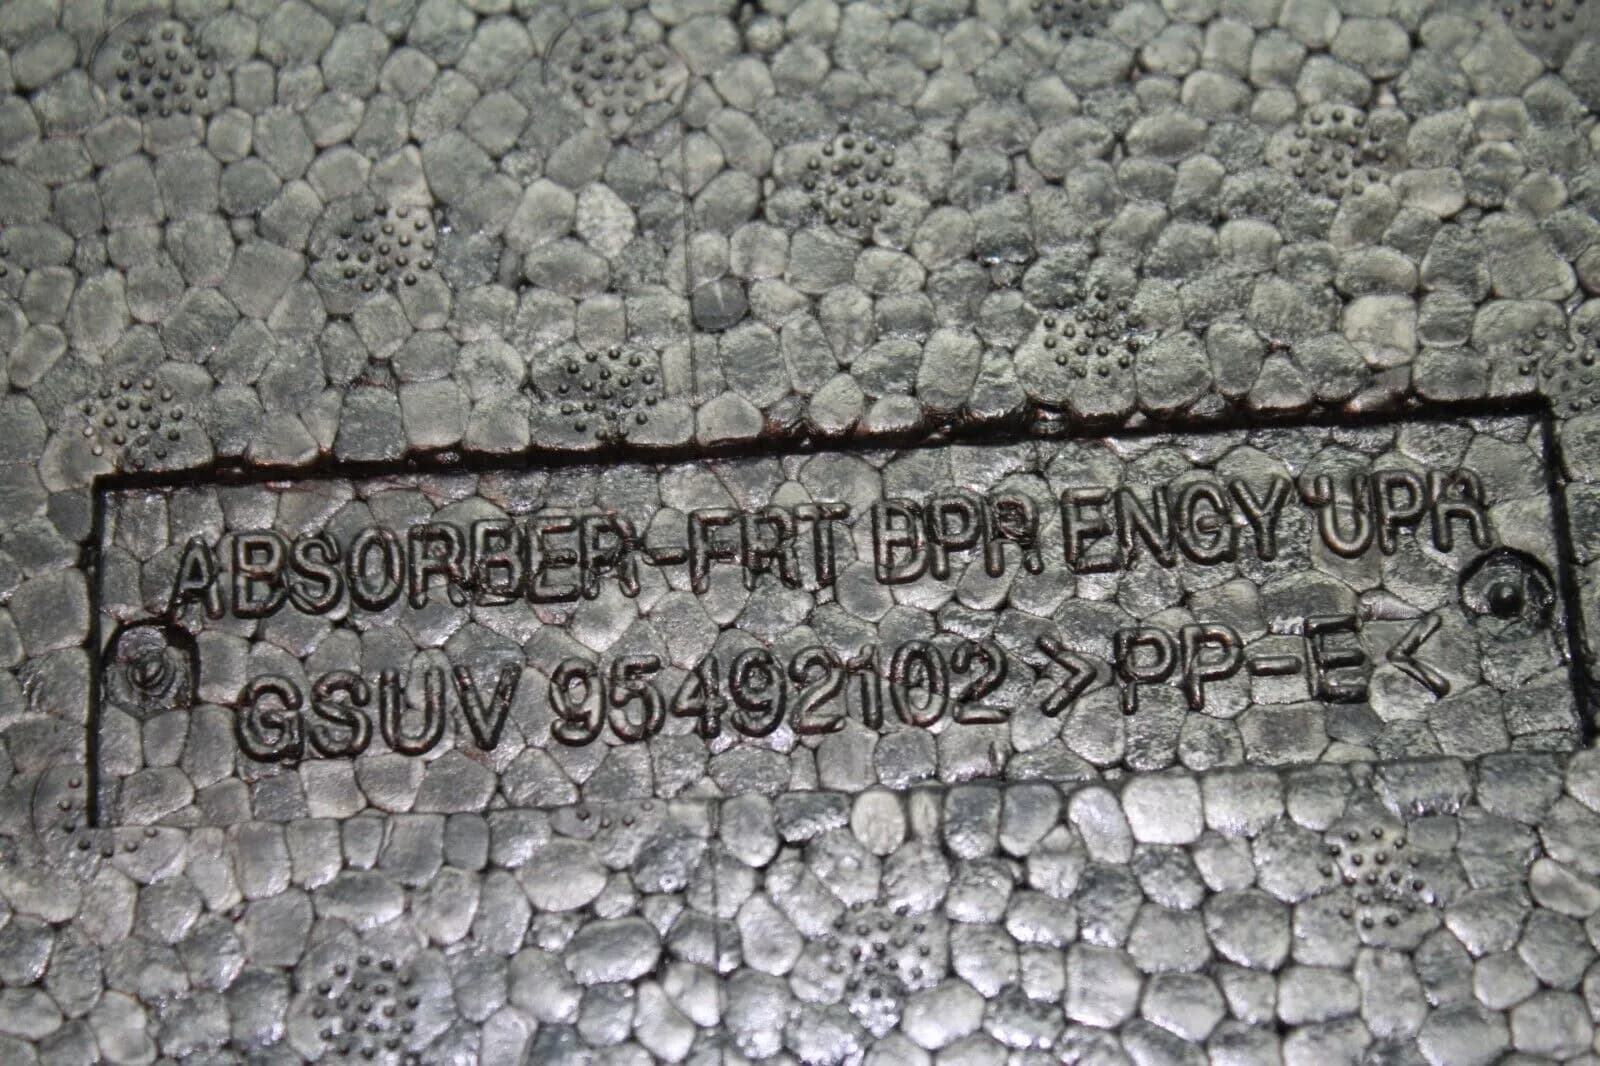 ABSORBER-FRT BPR ENGY UPR
GSUV 95492102 >PP-E<